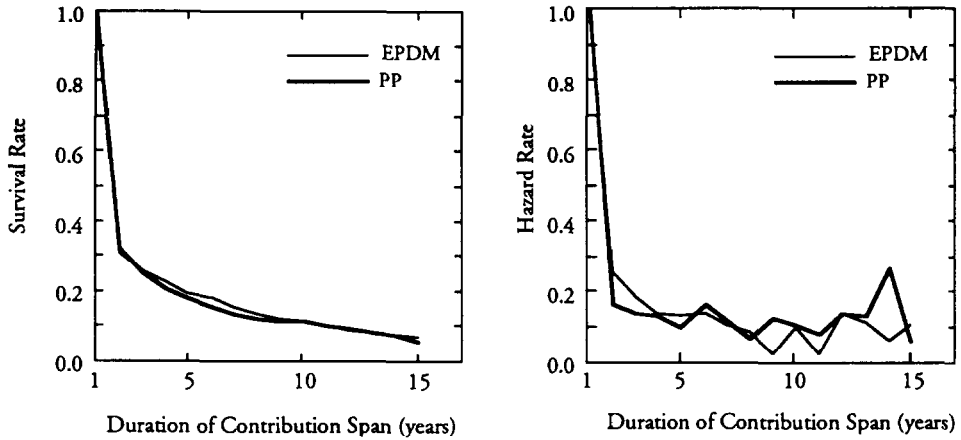 1.0
0.8
0.6
0.4
0.2
0.0
1
5
10
15
Survival Rate
EPDM
PP
Duration of Contribution Span (years)
1.0
0.8
0.6
0.4
0.2
0.0
1
5
10
15
Hazard Rate
EPDM
PP
Duration of Contribution Span (years)